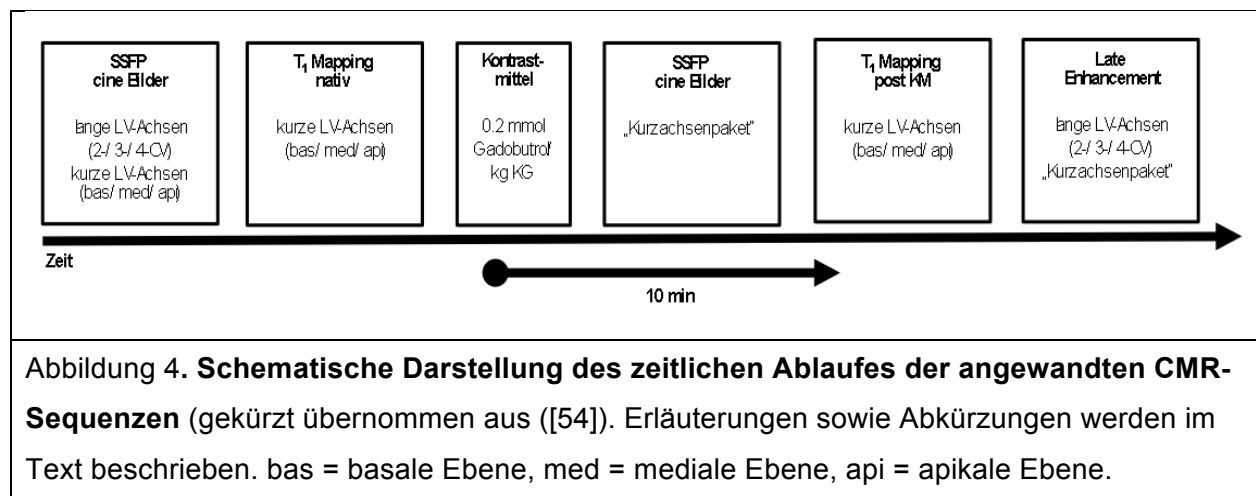 SSFP
cine Bilder
lange LV-Achsen
(2-/ 3-/ 4-CV)
kurze LV-Achsen
(bas/ med/ api)
T1 Mapping
nativ
kurze LV-Achsen
(bas/ med/ api)
Kontrast-
mittel
0.2 mmol
Gadobutrol/
kg KG
SSFP
cine Bilder
„Kurzachsenpaket"
T1 Mapping
post KM
kurze LV-Achsen
(bas/ med/ api)
Late
Enhancement
lange LV-Achsen
(2-/ 3-/ 4-CV)
„Kurzachsenpaket"
Zeit
10 min
Abbildung 4. Schematische Darstellung des zeitlichen Ablaufes der angewandten CMR-
Sequenzen (gekürzt übernommen aus ([54]). Erläuterungen sowie Abkürzungen werden im
Text beschrieben. bas = basale Ebene, med = mediale Ebene, api = apikale Ebene.